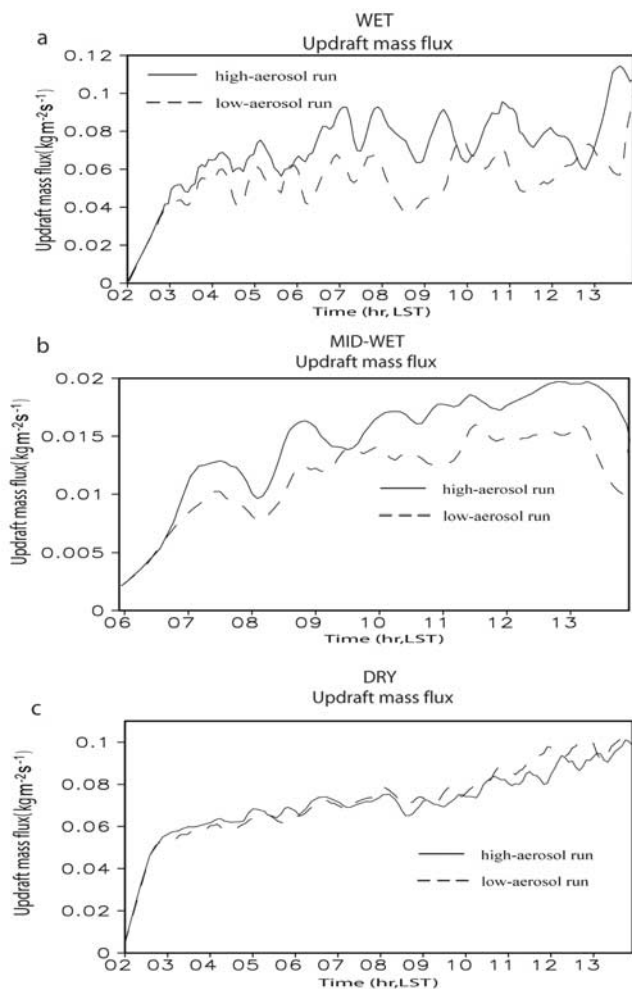 a
WET
Updraft mass flux
Updraft mass flux(kgm-2s-1)
0.12
0.1
0.08
0.06
0.04
0.02
0
high-aerosol run
low-aerosol run
02 03 04 05 06 07 08 09 10 11 12 13
Time (hr, LST)
b
MID-WET
Updraft mass flux
Updraft mass flux(kgm-2s-1)
0.02
0.015
0.01
0.005
0
high-aerosol run
low-aerosol run
06 07 08 09 10 11 12 13
Time (hr,LST)
c
DRY
Updraft mass flux
Updraft mass flux(kgm-2s-1)
0.1
0.08
0.06
0.04
0.02
0
high-aerosol run
low-aerosol run
02 03 04 05 06 07 08 09 10 11 12 13
Time (hr,LST)